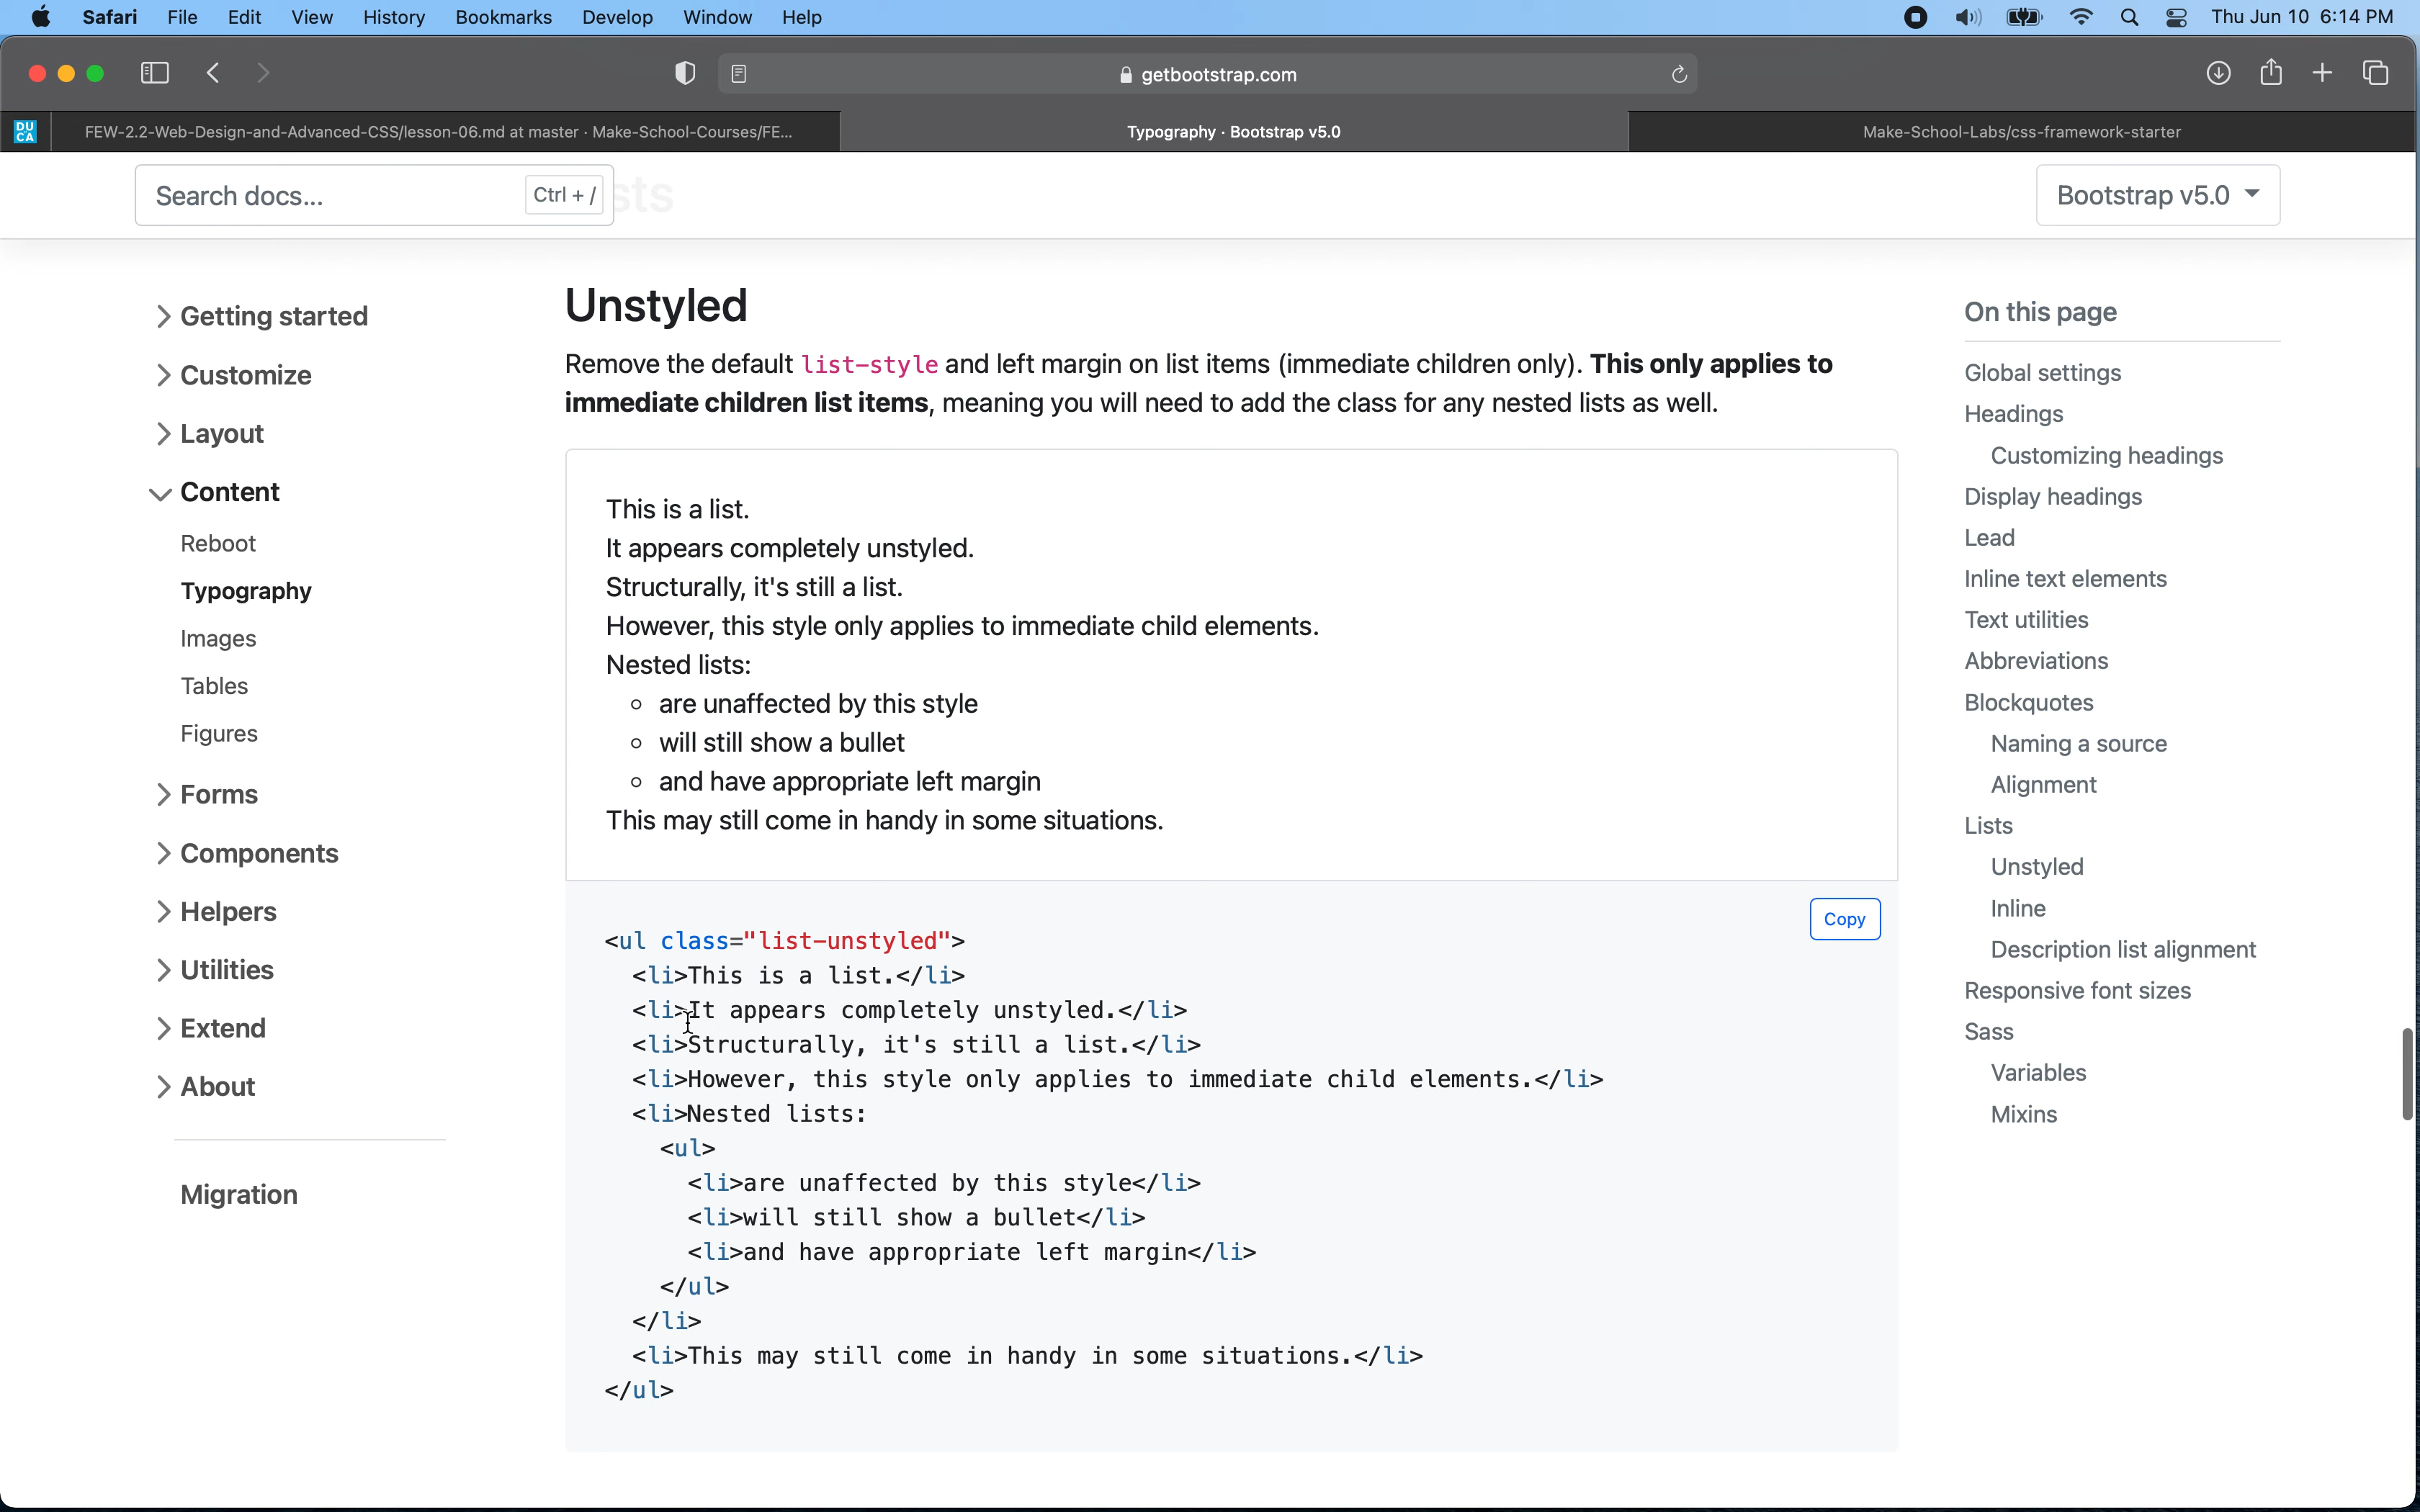 Safari File Edit View History Bookmarks Develop Window Help Thu Jun 10 6:14 PM
getbootstrap.com
DU
CA
FEW-2.2-Web-Design-and-Advanced-CSS/lesson-06.md at master · Make-School-Courses/FE...
Typography · Bootstrap v5.0
Make-School-Labs/css-framework-starter
Search docs... Ctrl + / sts
Bootstrap v5.0
Getting started
Customize
Layout
Content
Reboot
Typography
Images
Tables
Figures
Forms
Components
Helpers
Utilities
Extend
About
Migration
Unstyled
Remove the default list-style and left margin on list items (immediate children only). This only applies to
immediate children list items, meaning you will need to add the class for any nested lists as well.
This is a list.
It appears completely unstyled.
Structurally, it's still a list.
However, this style only applies to immediate child elements.
Nested lists:
are unaffected by this style
will still show a bullet
and have appropriate left margin
This may still come in handy in some situations.
Copy
<ul class="list-unstyled">
<li>This is a list.</li>
<li>It appears completely unstyled.</li>
<li>Structurally, it's still a list.</li>
<li>However, this style only applies to immediate child elements.</li>
<li>Nested lists:
<ul>
<li>are unaffected by this style</li>
<li>will still show a bullet</li>
<li>and have appropriate left margin</li>
</ul>
</li>
<li>This may still come in handy in some situations.</li>
</ul>
On this page
Global settings
Headings
Customizing headings
Display headings
Lead
Inline text elements
Text utilities
Abbreviations
Blockquotes
Naming a source
Alignment
Lists
Unstyled
Inline
Description list alignment
Responsive font sizes
Sass
Variables
Mixins